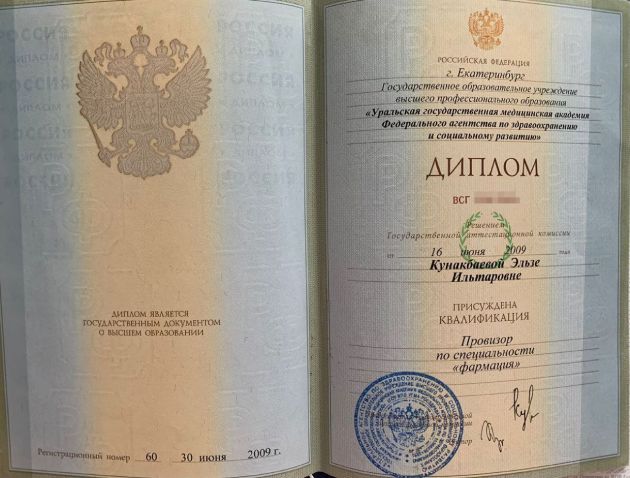 ДИПЛОМ ЯВЛЯЕТСЯ
ГОСУДАРСТВЕННЫМ ДОКУМЕНТОМ
О ВЫСШЕМ ОБРАЗОВАНИИ
Регистрационный номер 60 30 июня 2009 г.
РОССИЙСКАЯ ФЕДЕРАЦИЯ
г. Екатеринбург
Государственное образовательное учреждение
высшего профессионального образования
«Уральская государственная медицинская академия
Федерального агентства по здравоохранению
и социальному развитию»
ДИПЛОМ
ВСГ
Решением
Государственной аттестационной комиссии
от 16 июня 2009 года
Кунакбаевой Эльзе
Ильтаровне
ПРИСУЖДЕНА
КВАЛИФИКАЦИЯ
Провизор
по специальности
«фармация»